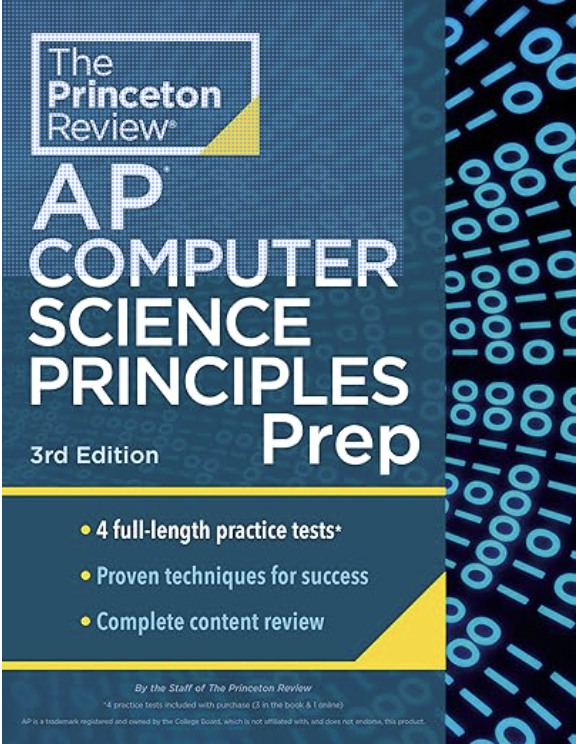 The
Princeton
Review®
AP®
COMPUTER
SCIENCE
PRINCIPLES
Prep
3rd Edition
• 4 full-length practice tests*
• Proven techniques for success
• Complete content review
By the Staff of The Princeton Review
*4 practice tests included with purchase (3 in the book & 1 online)
AP is a trademark registered and owned by the College Board, which is not affiliated with, and does not endorse, this product.